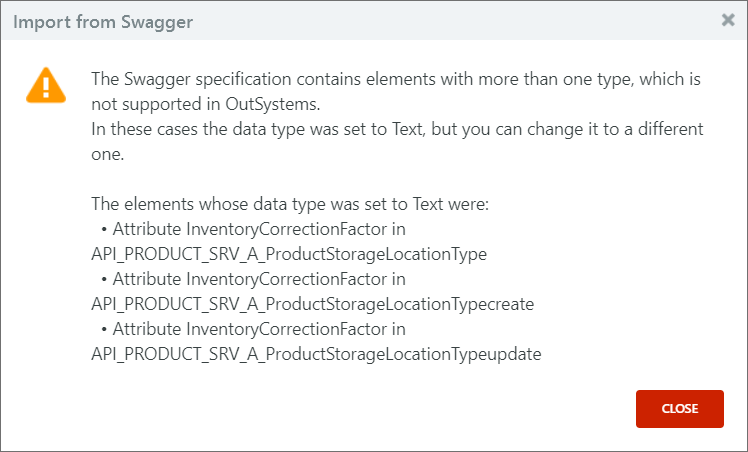 Import from Swagger
The Swagger specification contains elements with more than one type, which is
not supported in OutSystems.
In these cases the data type was set to Text, but you can change it to a different
one.
The elements whose data type was set to Text were:
• Attribute InventoryCorrectionFactor in
API_PRODUCT_SRV_A_ProductStorageLocationType
• Attribute InventoryCorrectionFactor in
API_PRODUCT_SRV_A_ProductStorageLocationTypecreate
• Attribute InventoryCorrectionFactor in
API_PRODUCT_SRV_A_ProductStorageLocationTypeupdate
CLOSE